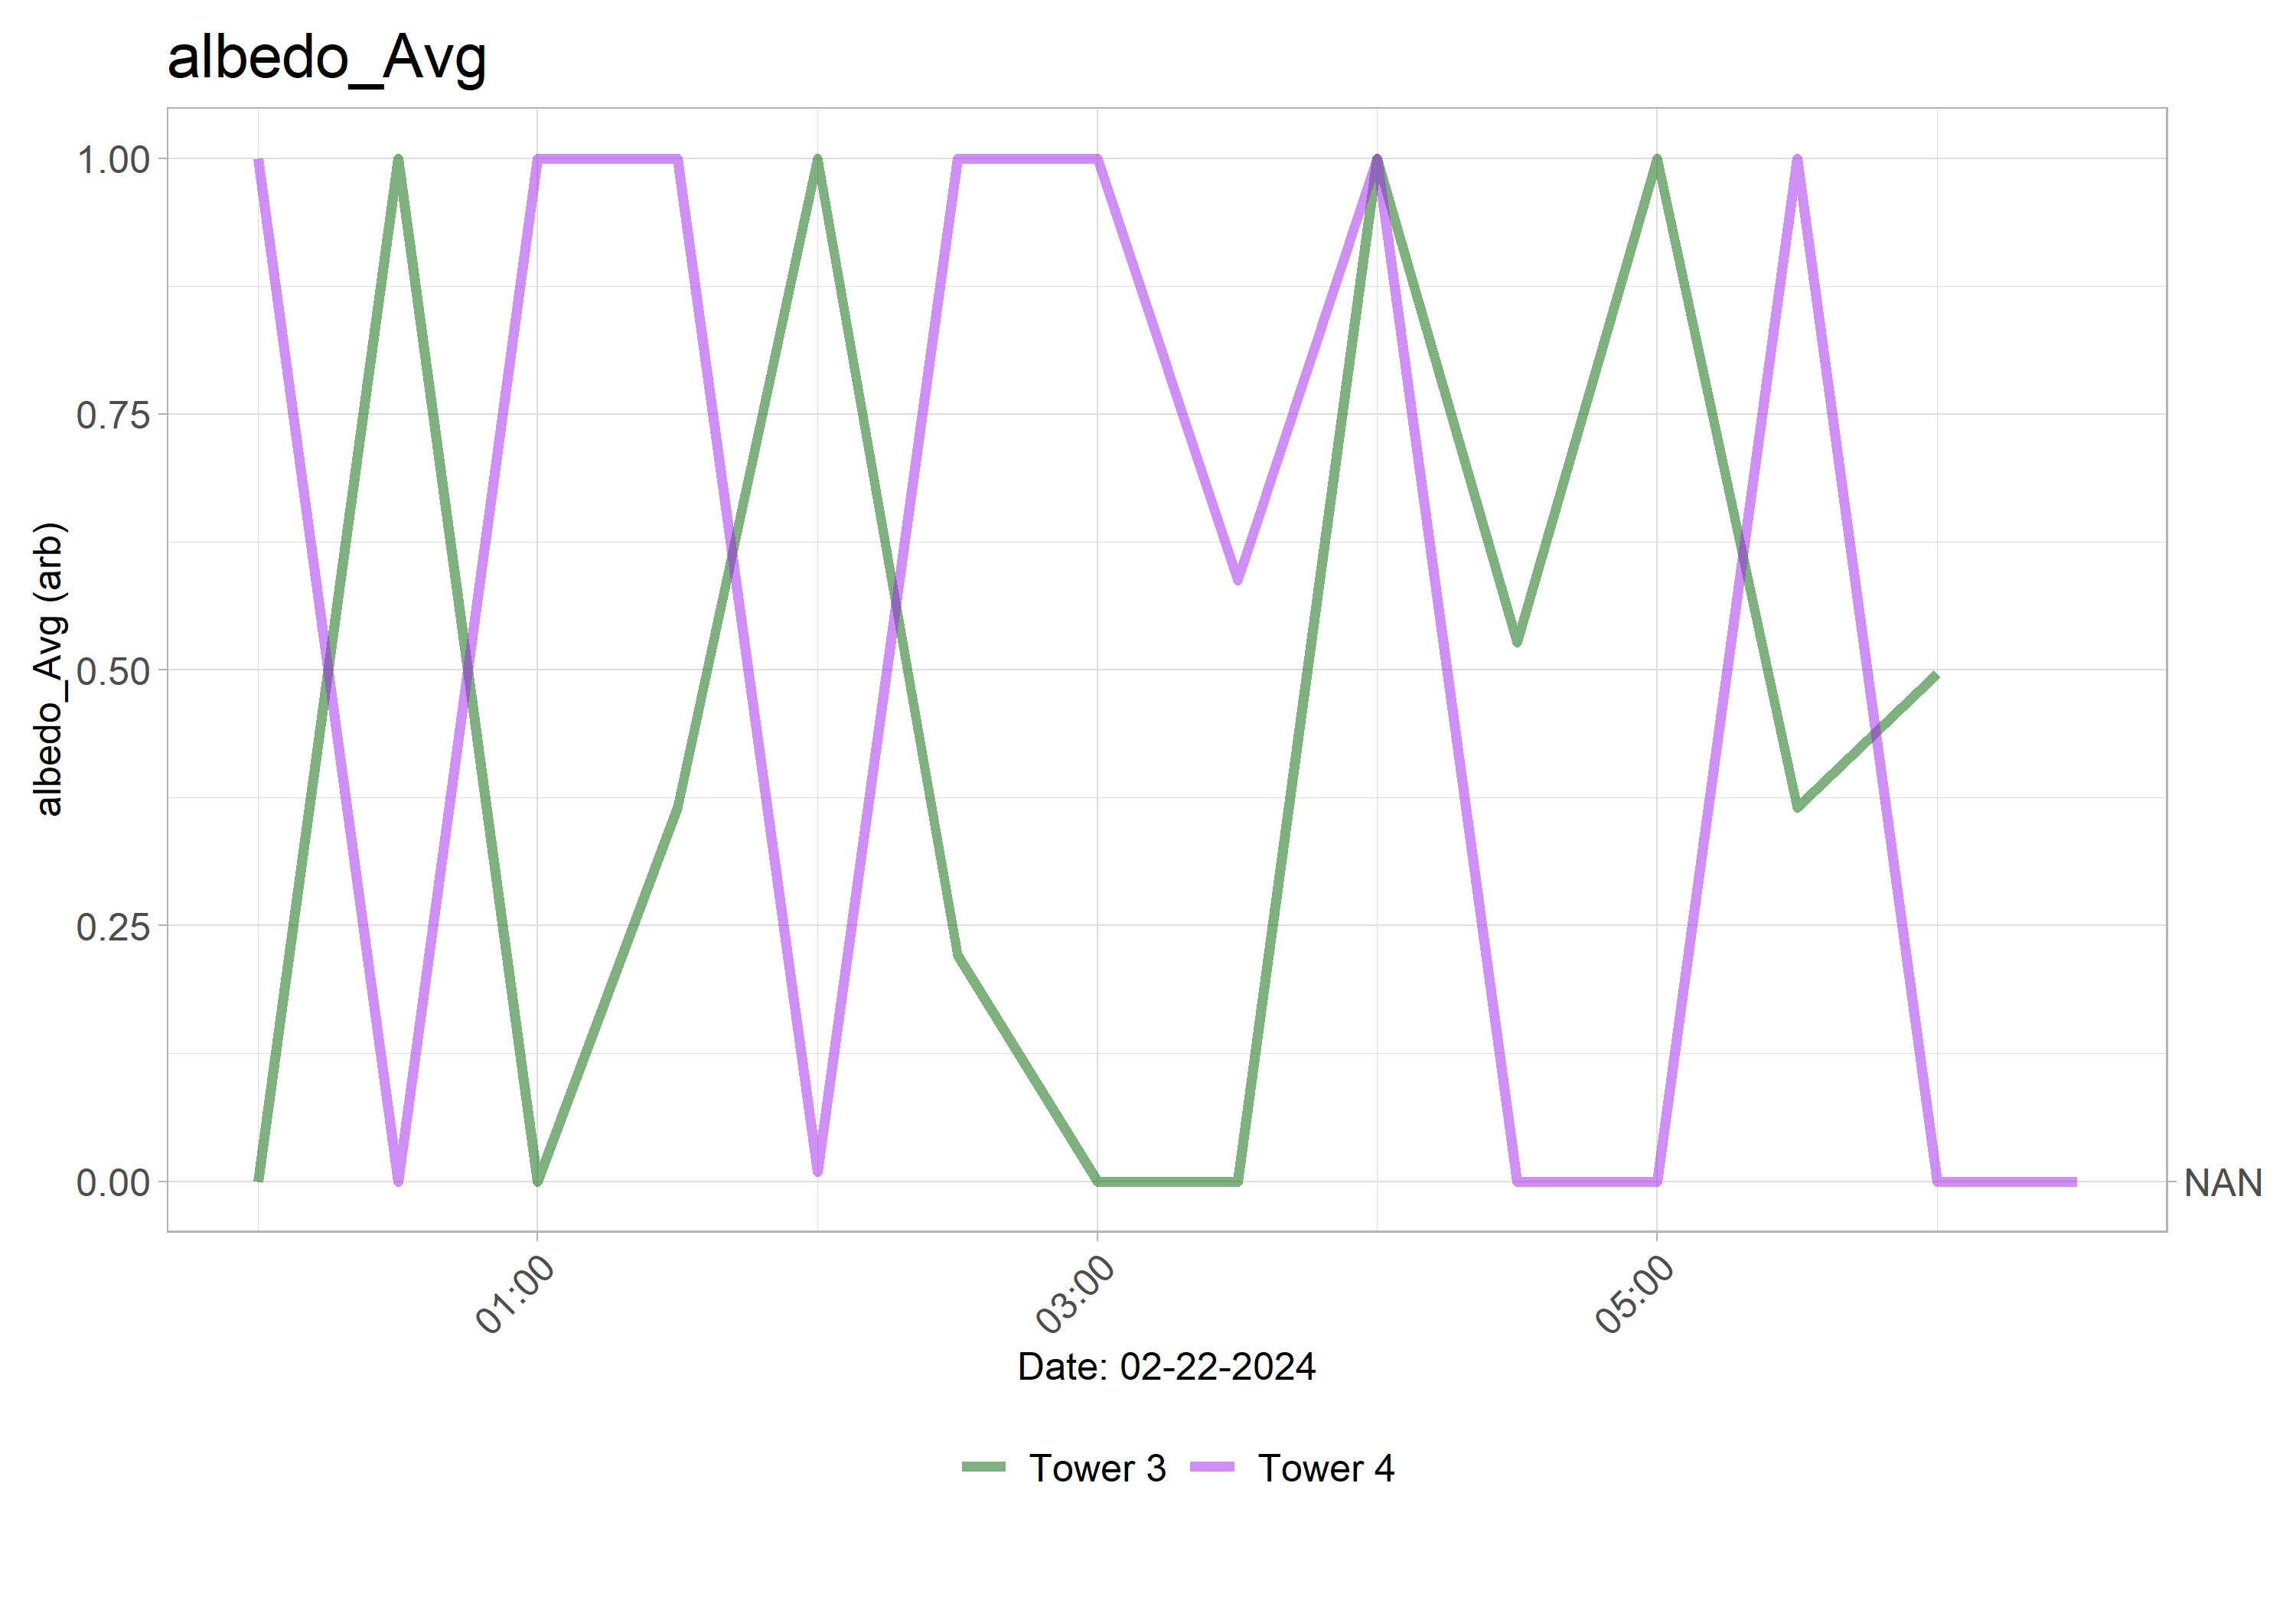 albedo_Avg
albedo_Avg (arb)
1.00
0.75
0.50
0.25
0.00
NAN
01:00
03:00
05:00
Date: 02-22-2024
Tower 3
Tower 4